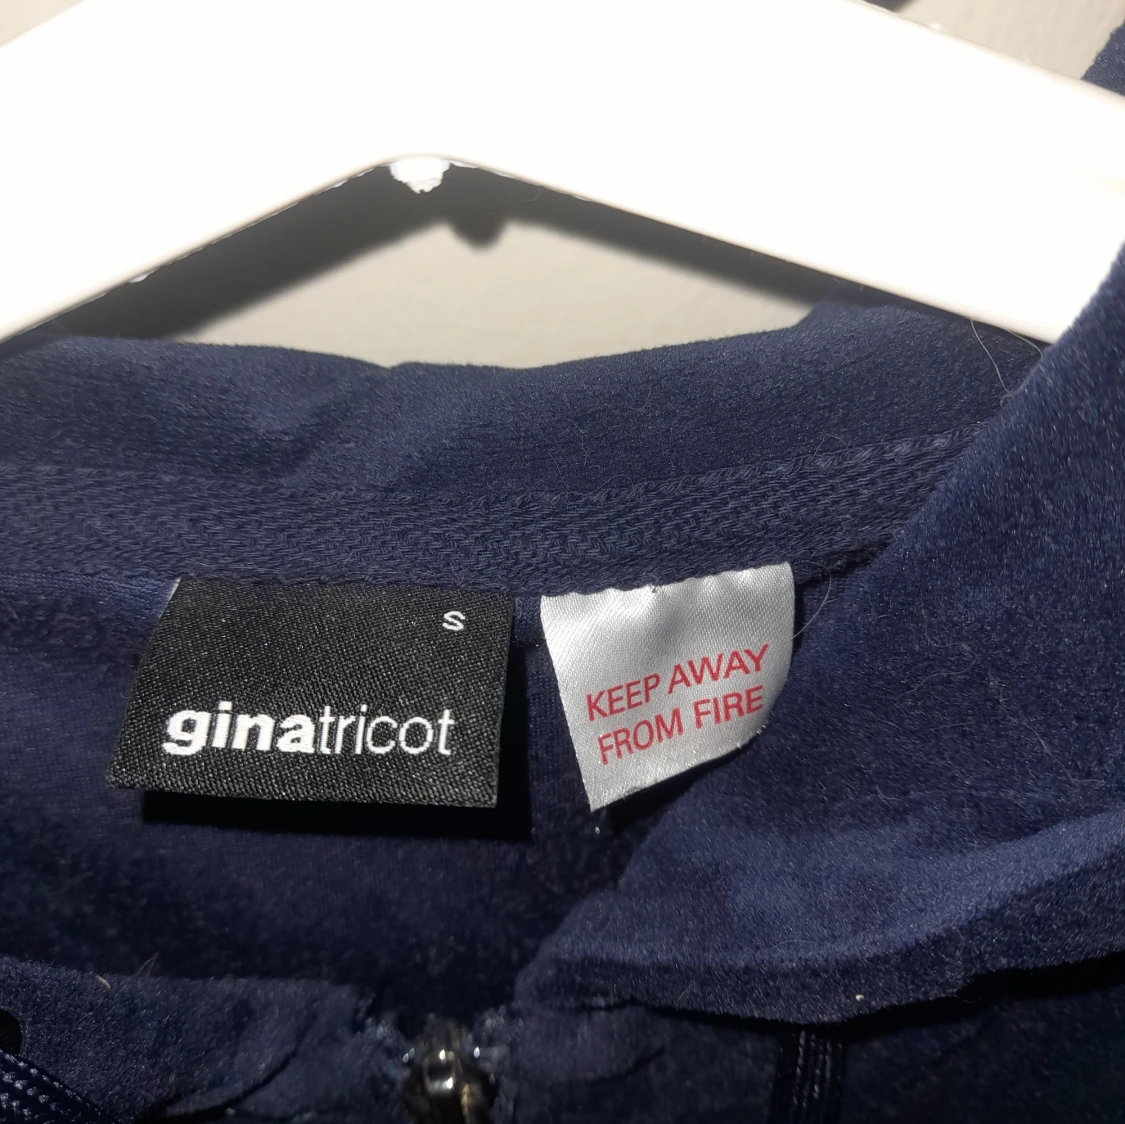 S
ginatricot
KEEP AWAY
FROM FIRE